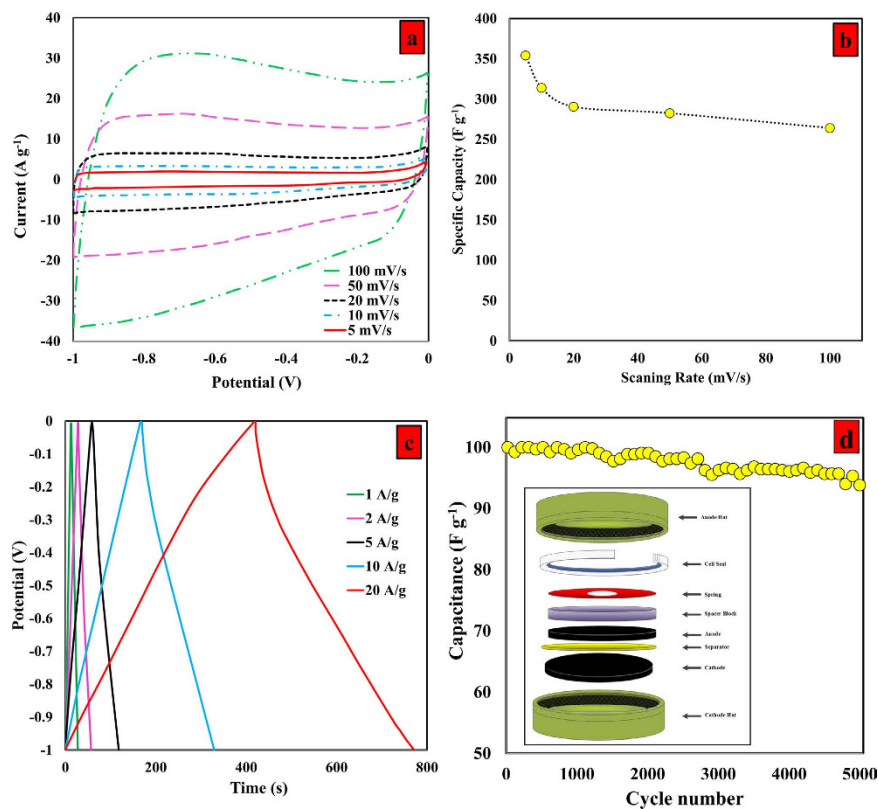 a
Current (A g⁻¹)
40
30
20
10
0
-10
-20
-30
-40
-1
-0.8
-0.6
-0.4
-0.2
0
Potential (V)
100 mV/s
50 mV/s
20 mV/s
10 mV/s
5 mV/s
b
Specific Capacity (F g⁻¹)
400
350
300
250
200
150
100
50
0
0
20
40
60
80
100
Scaning Rate (mV/s)
c
Potential (V)
0
-0.1
-0.2
-0.3
-0.4
-0.5
-0.6
-0.7
-0.8
-0.9
-1
0
200
400
600
800
Time (s)
1 A/g
2 A/g
5 A/g
10 A/g
20 A/g
d
Capacitance (F g⁻¹)
100
90
80
70
60
50
0
1000
2000
3000
4000
5000
Cycle number
Anode Hat
Cell Seal
Spring
Spacer Block
Anode
Separator
Cathode
Cathode Hat